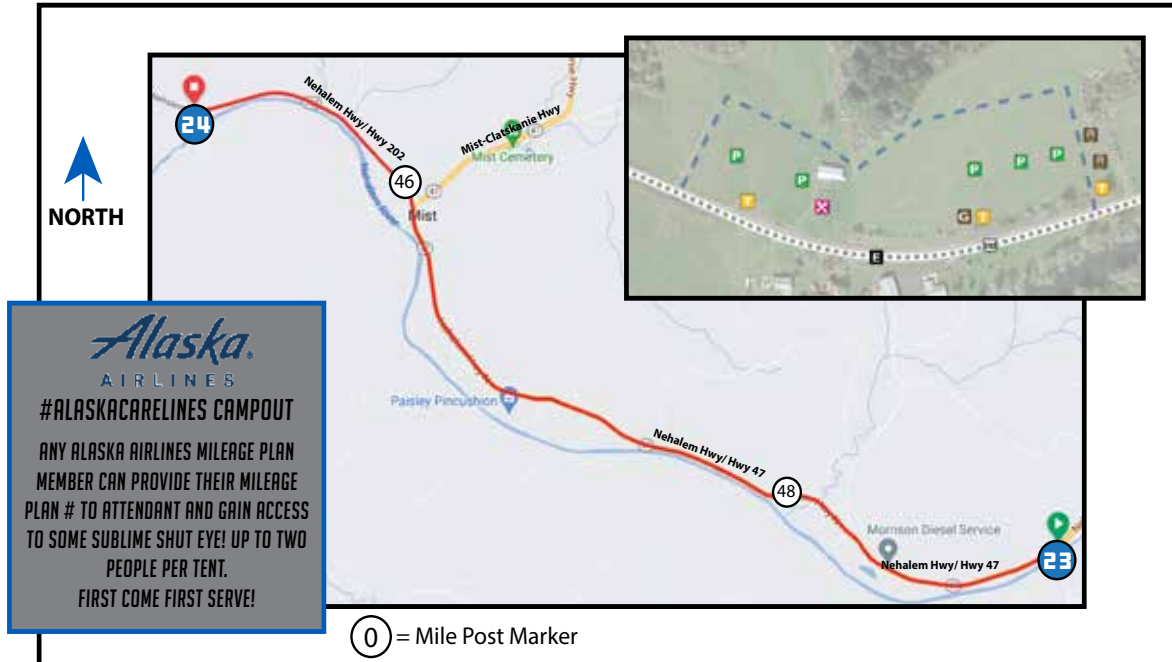 24
Nehalem Hwy/ Hwy 202
46
Mist-Clatskanie Hwy
Mist Cemetery
Mist
Nehalem River
NORTH
P
P
P
P
P
T
T
T
G
E
Alaska.
AIRLINES
#ALASKACARELINES CAMPOUT
ANY ALASKA AIRLINES MILEAGE PLAN
MEMBER CAN PROVIDE THEIR MILEAGE
PLAN # TO ATTENDANT AND GAIN ACCESS
TO SOME SUBLIME SHUT EYE! UP TO TWO
PEOPLE PER TENT.
FIRST COME FIRST SERVE!
Paisley Pincushion
Nehalem Hwy/ Hwy 47
48
Morrison Diesel Service
Nehalem Hwy/ Hwy 47
23
0 = Mile Post Marker